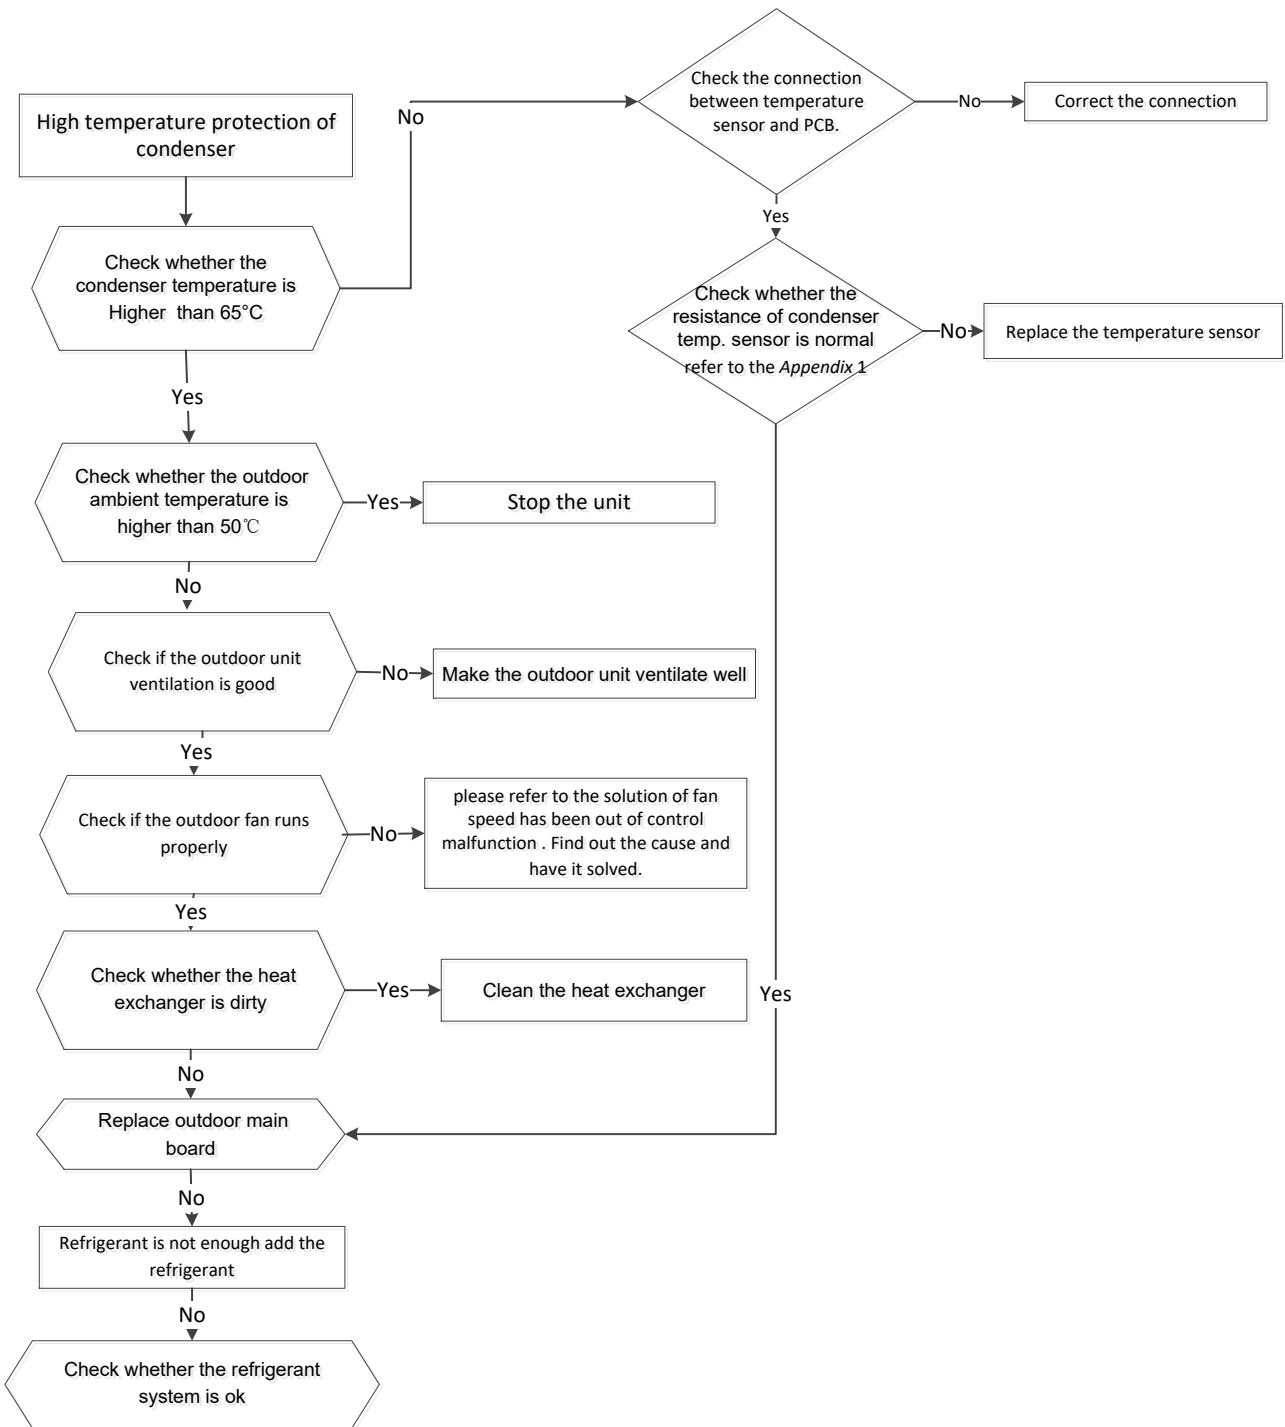 High temperature protection of
condenser
No
Check the connection
between temperature
sensor and PCB.
No
Correct the connection
Yes
Check whether the
condenser temperature is
Higher than 65°C
Check whether the
resistance of condenser
temp. sensor is normal
refer to the Appendix 1
No
Replace the temperature sensor
Yes
Check whether the outdoor
ambient temperature is
higher than 50℃
Yes
Stop the unit
No
Check if the outdoor unit
ventilation is good
No
Make the outdoor unit ventilate well
Yes
Check if the outdoor fan runs
properly
No
please refer to the solution of fan
speed has been out of control
malfunction . Find out the cause and
have it solved.
Yes
Check whether the heat
exchanger is dirty
Yes
Clean the heat exchanger
Yes
No
Replace outdoor main
board
No
Refrigerant is not enough add the
refrigerant
No
Check whether the refrigerant
system is ok